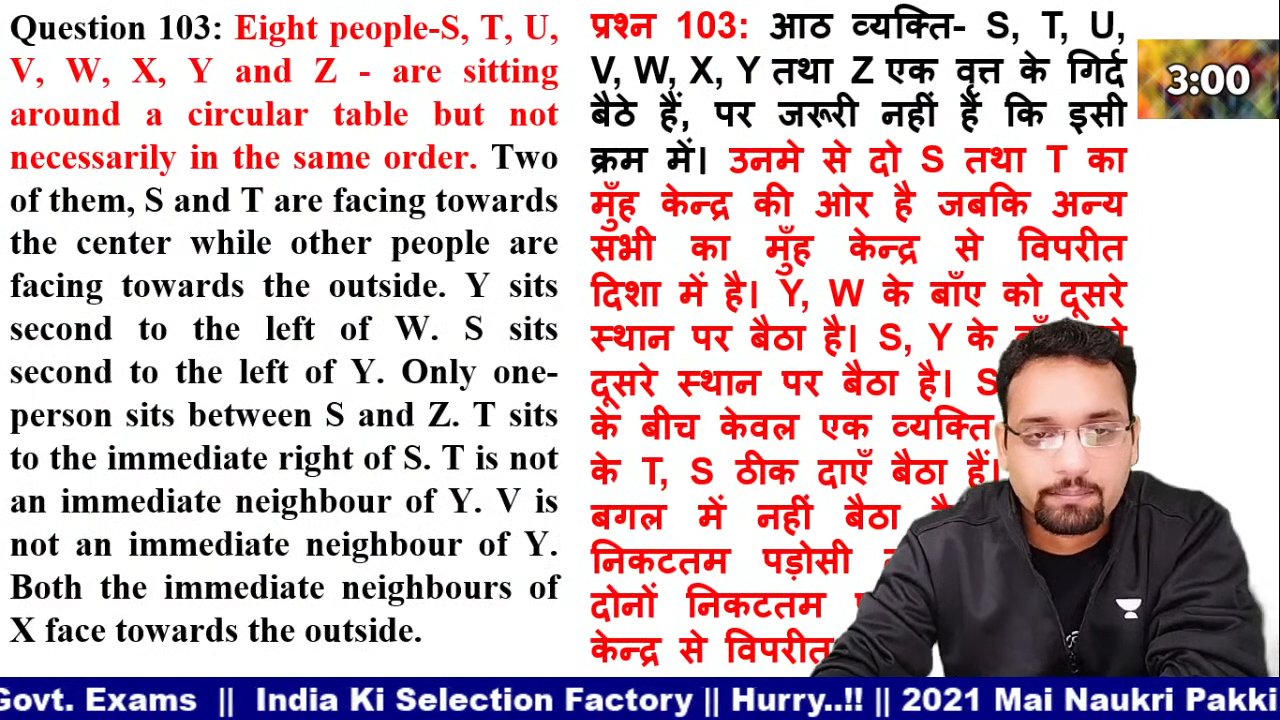 Question 103: Eight people-S, T, U,
V, W, X, Y and Z - are sitting
around a circular table but not
necessarily in the same order. Two
of them, S and T are facing towards
the center while other people are
facing towards the outside. Y sits
second to the left of W. S sits
second to the left of Y. Only one-
person sits between S and Z. T sits
to the immediate right of S. T is not
an immediate neighbour of Y. V is
not an immediate neighbour of Y.
Both the immediate neighbours of
X face towards the outside.
प्रश्न 103: आठ व्यक्ति- S, T, U,
V, W, X, Y तथा Z एक वृत्त के गिर्द
बैठे हैं, पर जरूरी नहीं हैं कि इसी
क्रम में। उनमे से दो S तथा T का
मुँह केन्द्र की ओर है जबकि अन्य
सभी का मुँह केन्द्र से विपरीत
दिशा में है। Y, W के बाँए को दूसरे
स्थान पर बैठा है। S, Y के
दूसरे स्थान पर बैठा है। S
के बीच केवल एक व्यक्ति
के T, S ठीक दाएँ बैठा हैं।
बगल में नहीं बैठा
निकटतम पड़ोसी
दोनों निकटतम
केन्द्र से विपरीत
3:00
Govt. Exams || India Ki Selection Factory || Hurry..!! || 2021 Mai Naukri Pakki